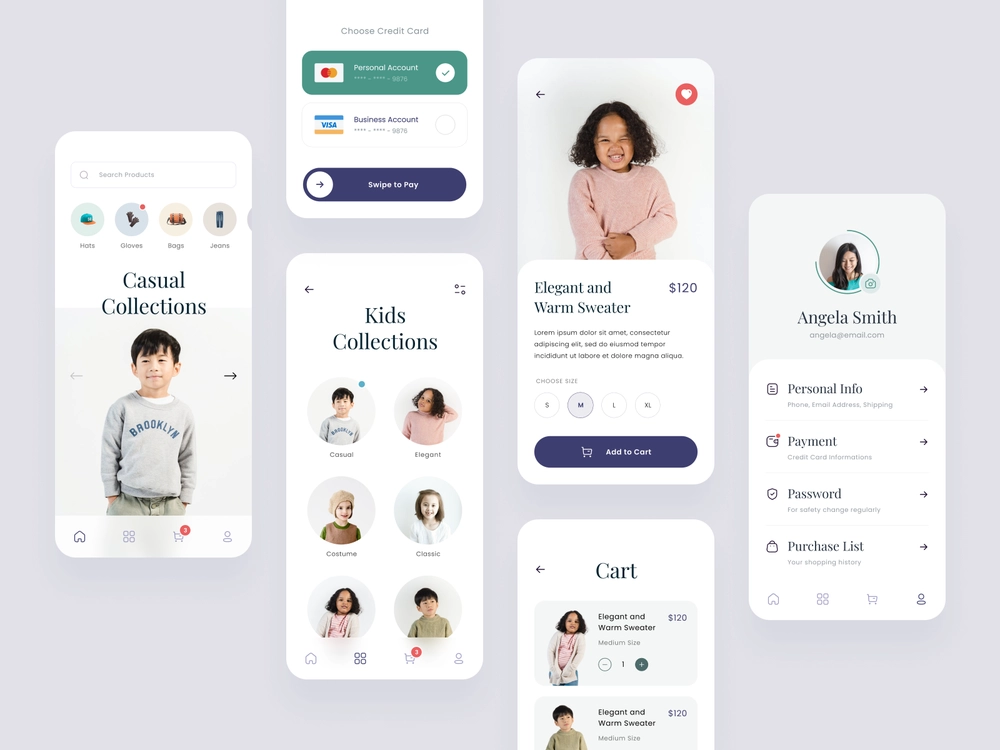 Search Products
Hats
Gloves
Bags
Jeans
Casual
Collections
BROOKLYN
3
Choose Credit Card
Personal Account
**** - **** - 9876
VISA
Business Account
**** - **** - 9876
Swipe to Pay
Kids
Collections
BROOKLYN
Casual
Elegant
Costume
Classic
3
Elegant and
Warm Sweater
$120
Lorem ipsum dolor sit amet, consectetur
adipiscing elit, sed do eiusmod tempor
incididunt ut labore et dolore magna aliqua.
CHOOSE SIZE
S
M
L
XL
Add to Cart
Cart
Elegant and
Warm Sweater
$120
Medium Size
1
Elegant and
Warm Sweater
$120
Medium Size
Angela Smith
angela@email.com
Personal Info
Phone, Email Address, Shipping
Payment
Credit Card Informations
Password
For safety change regularly
Purchase List
Your shopping history